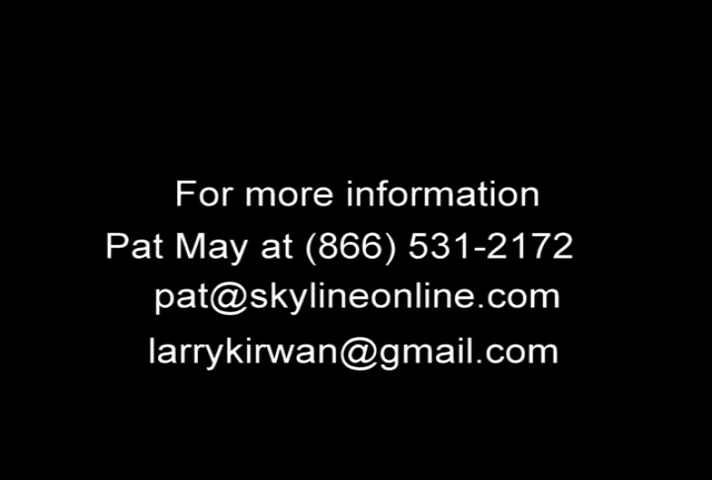 For more information
Pat May at (866) 531-2172
pat@skylineonline.com
larrykirwan@gmail.com